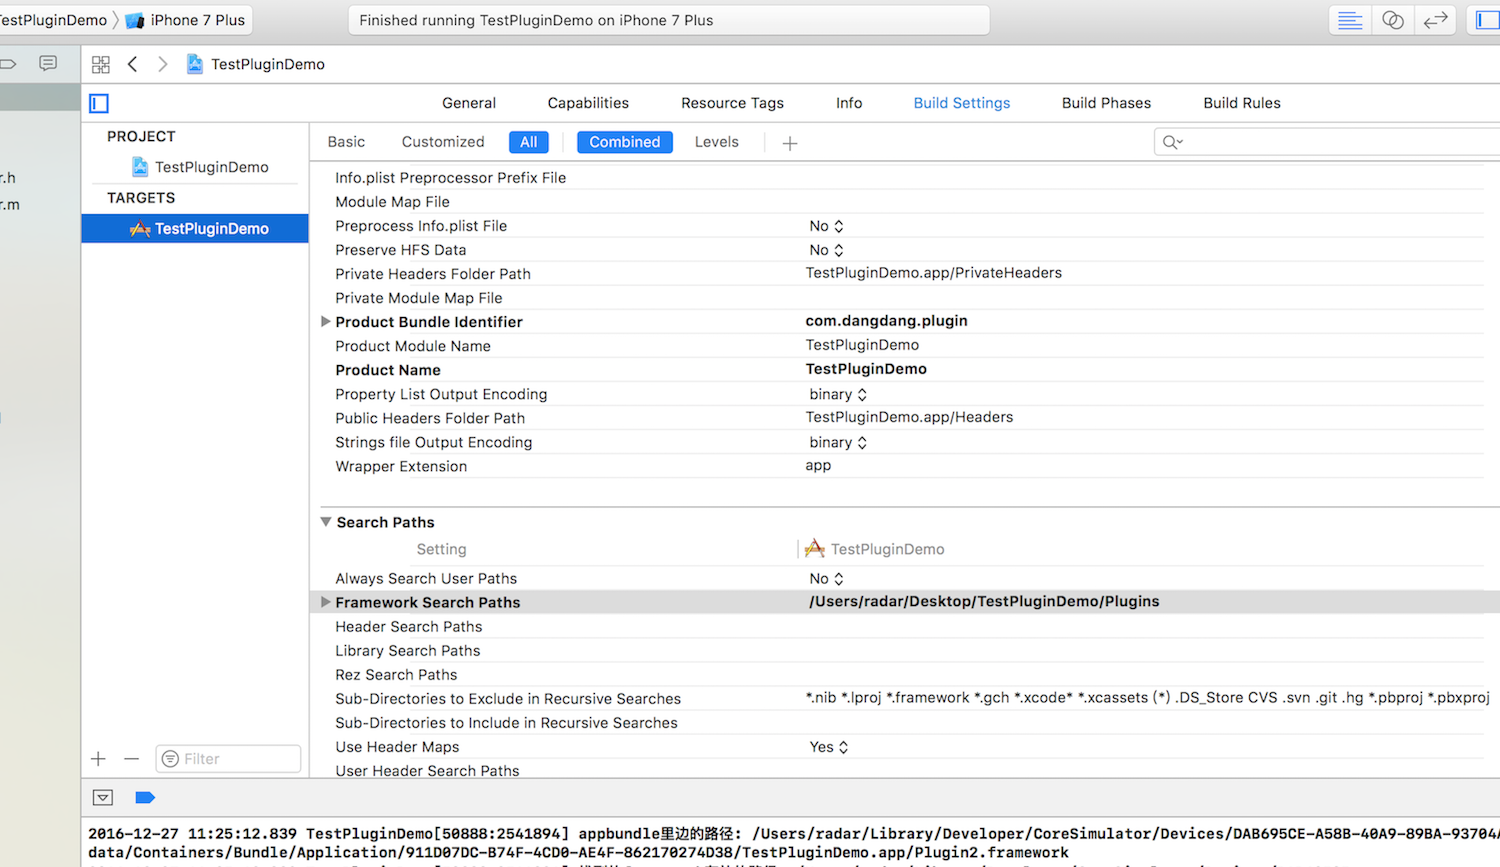 TestPluginDemo
iPhone 7 Plus
Finished running TestPluginDemo on iPhone 7 Plus
TestPluginDemo
General Capabilities Resource Tags Info Build Settings Build Phases Build Rules
PROJECT
TestPluginDemo
TARGETS
TestPluginDemo
r.h
r.m
Filter
Basic Customized All Combined Levels
Info.plist Preprocessor Prefix File
Module Map File
Preprocess Info.plist File No
Preserve HFS Data No
Private Headers Folder Path TestPluginDemo.app/PrivateHeaders
Private Module Map File
Product Bundle Identifier com.dangdang.plugin
Product Module Name TestPluginDemo
Product Name TestPluginDemo
Property List Output Encoding binary
Public Headers Folder Path TestPluginDemo.app/Headers
Strings file Output Encoding binary
Wrapper Extension app
Search Paths
Setting TestPluginDemo
Always Search User Paths No
Framework Search Paths /Users/radar/Desktop/TestPluginDemo/Plugins
Header Search Paths
Library Search Paths
Rez Search Paths
Sub-Directories to Exclude in Recursive Searches *.nib *.lproj *.framework *.gch *.xcode* *.xcassets (*) .DS_Store CVS .svn .git .hg *.pbproj *.pbxproj
Sub-Directories to Include in Recursive Searches
Use Header Maps Yes
User Header Search Paths
2016-12-27 11:25:12.839 TestPluginDemo[50888:2541894] appbundle里边的路径: /Users/radar/Library/Developer/CoreSimulator/Devices/DAB695CE-A58B-40A9-89BA-93704A
data/Containers/Bundle/Application/911D07DC-B74F-4CD0-AE4F-862170274D38/TestPluginDemo.app/Plugin2.framework